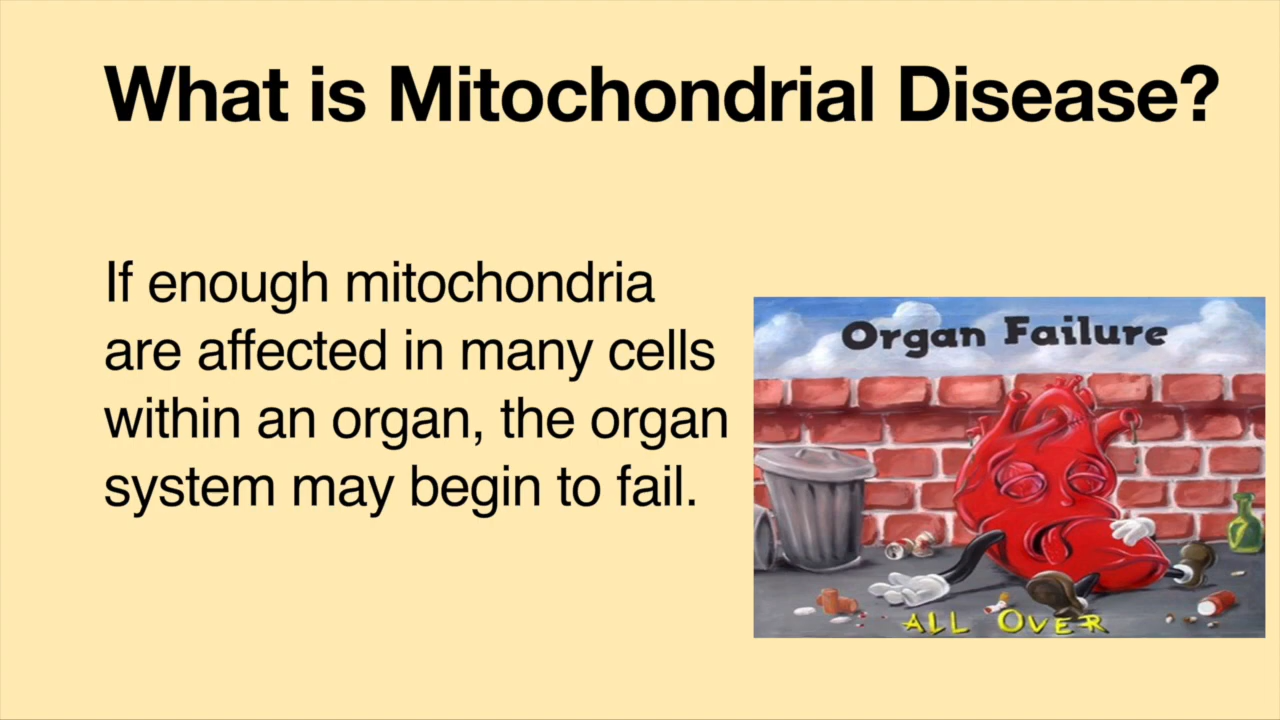 What is Mitochondrial Disease?
If enough mitochondria
are affected in many cells
within an organ, the organ
system may begin to fail.
Organ Failure
ALL OVER